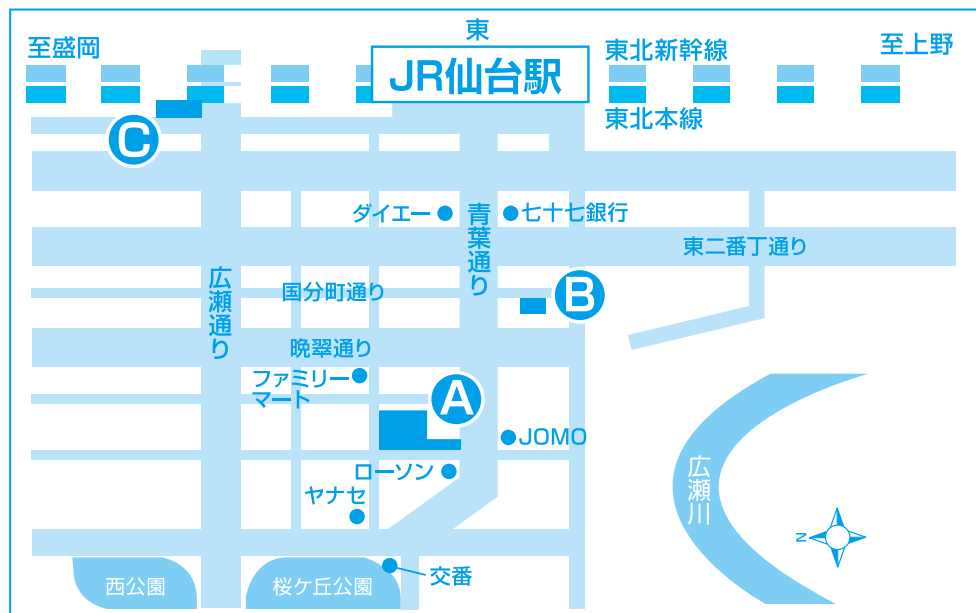 東
至盛岡
JR仙台駅
東北新幹線
至上野
東北本線
C
ダイエー
青葉通り
七十七銀行
東二番丁通り
広瀬通り
国分町通り
B
晩翠通り
ファミリー
マート
A
JOMO
ローソン
広瀬川
ヤナセ
N
西公園
桜ケ丘公園
交番